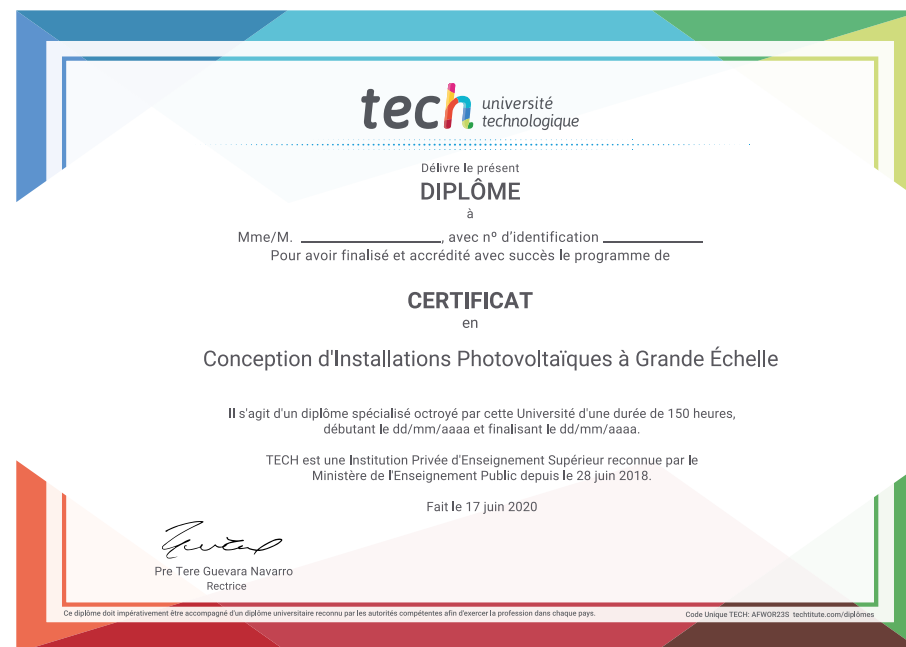 tech université
technologique
Délivre le présent
DIPLÔME
à
Mme/M. ____________________, avec nº d'identification ______________
Pour avoir finalisé et accrédité avec succès le programme de
CERTIFICAT
en
Conception d'Installations Photovoltaïques à Grande Échelle
Il s'agit d'un diplôme spécialisé octroyé par cette Université d'une durée de 150 heures,
débutant le dd/mm/aaaa et finalisant le dd/mm/aaaa.
TECH est une Institution Privée d'Enseignement Supérieur reconnue par le
Ministère de l'Enseignement Public depuis le 28 juin 2018.
Fait le 17 juin 2020
Pre Tere Guevara Navarro
Rectrice
Ce diplôme doit impérativement être accompagné d'un diplôme universitaire reconnu par les autorités compétentes afin d'exercer la profession dans chaque pays.
Code Unique TECH: AFWOR23S techtitute.com/diplômes